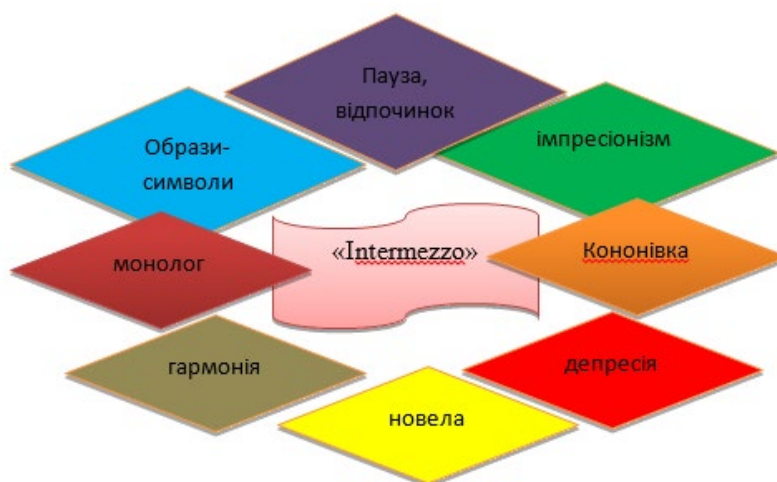 Пауза,
відпочинок
Образи-
символи
імпресіонізм
монолог
«Intermezzo»
Кононівка
гармонія
депресія
новела